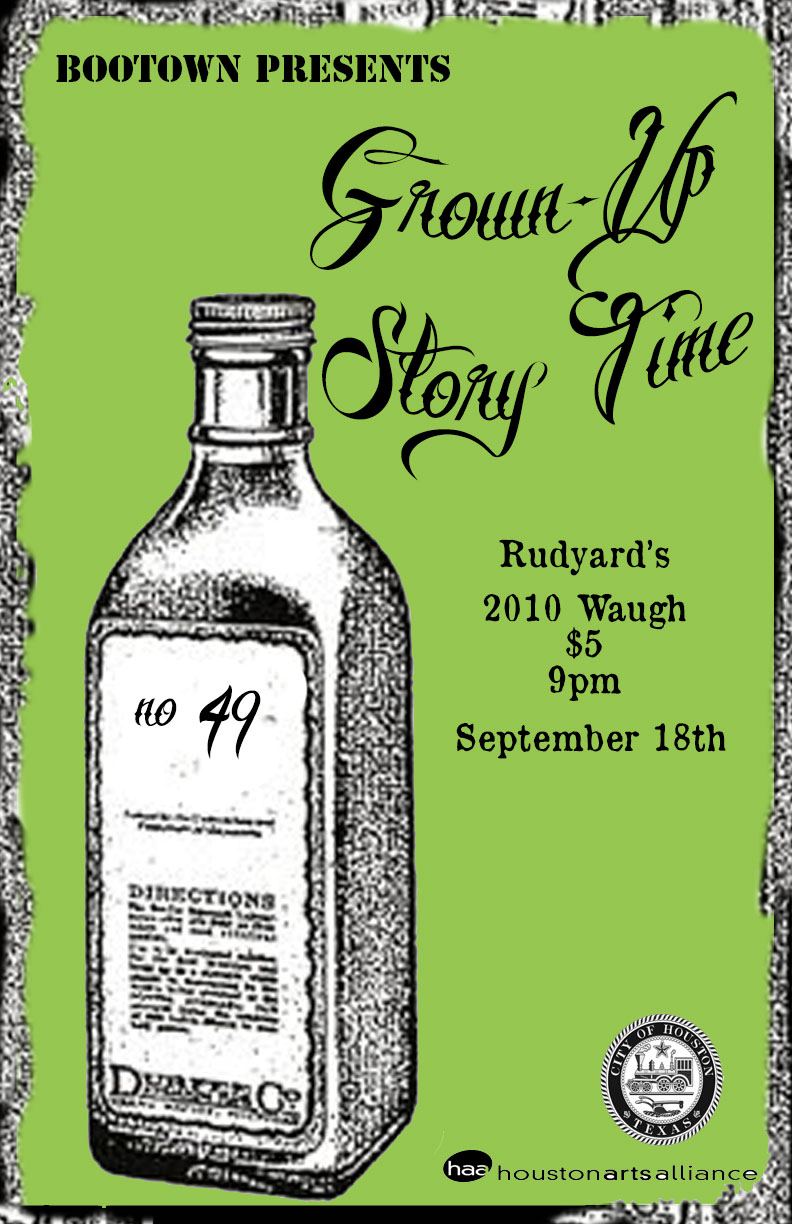 BOOTOWN PRESENTS
Grown-Up
Story Time
Rudyard's
2010 Waugh
$5
9pm
September 18th
no 49
DIRECTIONS
CITY OF HOUSTON
TEXAS
haa houstonartsalliance